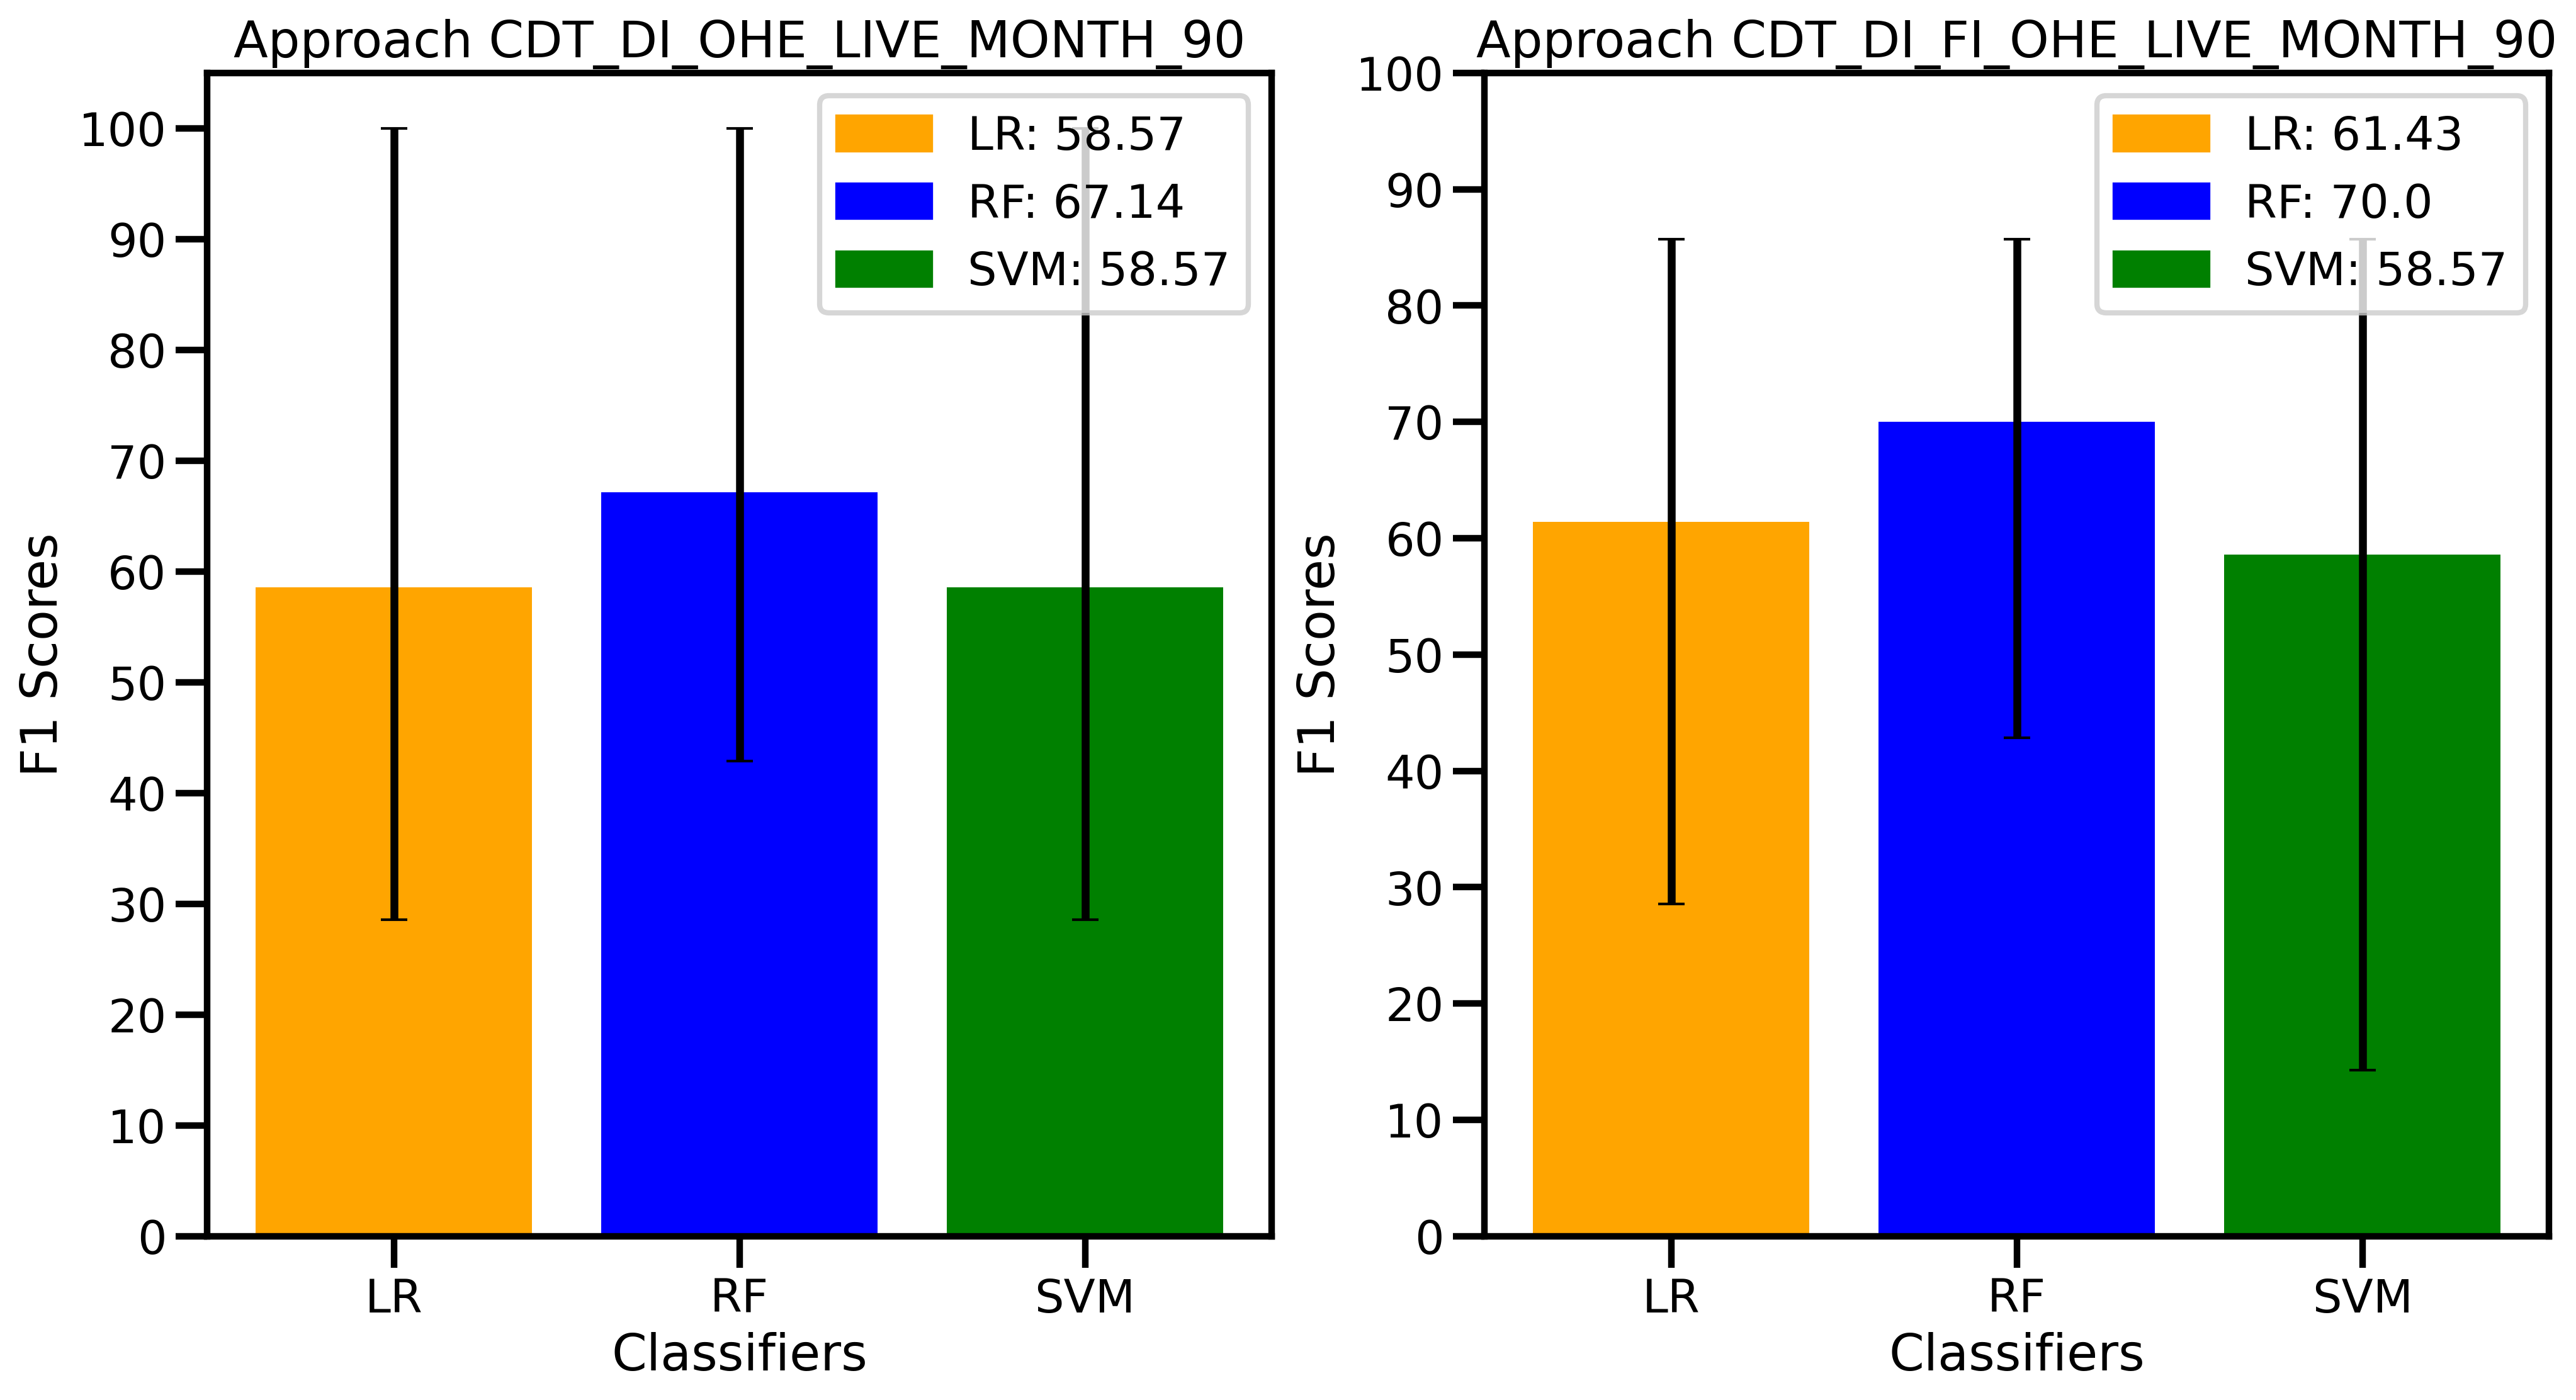 Approach CDT_DI_OHE_LIVE_MONTH_90
LR: 58.57
RF: 67.14
SVM: 58.57
100
90
80
70
60
50
40
30
20
10
0
F1 Scores
LR
RF
SVM
Classifiers
Approach CDT_DI_FI_OHE_LIVE_MONTH_90
LR: 61.43
RF: 70.0
SVM: 58.57
100
90
80
70
60
50
40
30
20
10
0
F1 Scores
LR
RF
SVM
Classifiers